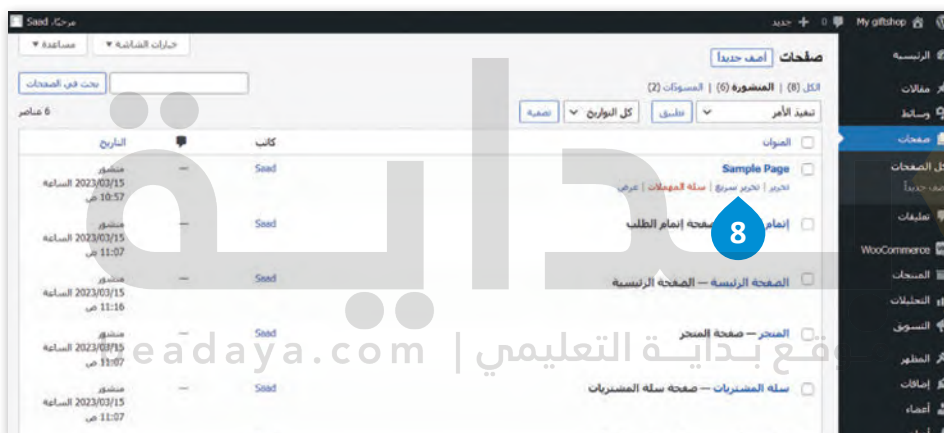 My giftshop 0 + جديد مرحبًا، Saad
خيارات الشاشة ▼ مساعدة ▼
صفحات أضف جديداً
الكل (8) | المنشورة (6) | المسودّات (2)
بحث في الصفحات
تنفيذ الأمر تطبيق كل التواريخ تصفية
6 عناصر
العنوان كاتب التاريخ
Sample Page Saad — منشور
2023/03/15 الساعة
10:57 ص
تحرير | تحرير سريع | سلة المهملات | عرض
8
إتمام صفحة إتمام الطلب Saad — منشور
2023/03/15 الساعة
11:07 ص
الصفحة الرئيسة — الصفحة الرئيسية Saad — منشور
2023/03/15 الساعة
11:16 ص
المتجر — صفحة المتجر Saad — منشور
2023/03/15 الساعة
11:07 ص
سلة المشتريات — صفحة سلة المشتريات Saad — منشور
2023/03/15 الساعة
11:07 ص
الرئيسية
مقالات
وسائط
صفحات
كل الصفحات
أضف جديداً
تعليقات
WooCommerce
المنتجات
التحليلات
التسويق
المظهر
إضافات
أعضاء
بداية
موقع بـدايــة التعليمي | beadaya.com